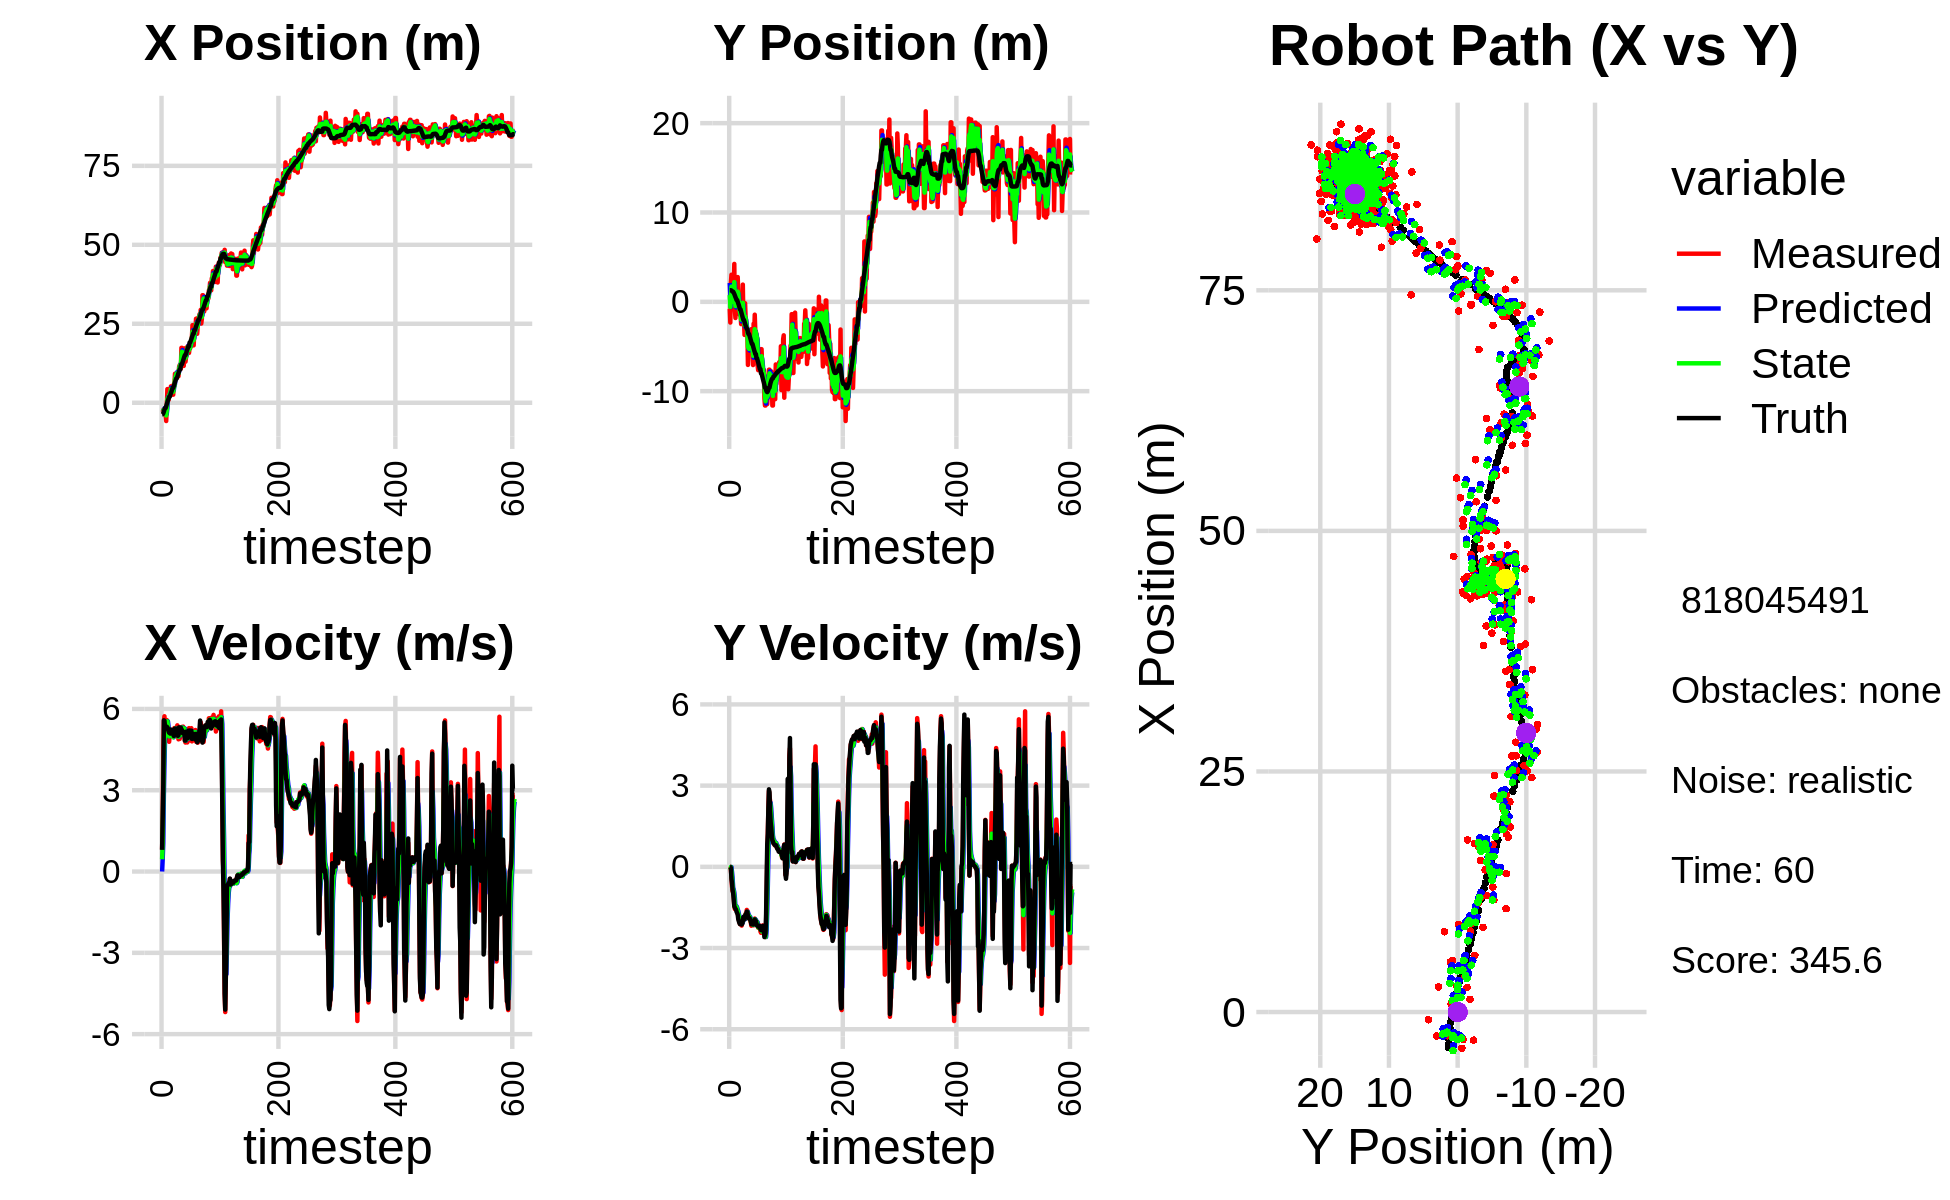 X Position (m)
75
50
25
0
0
200
400
600
timestep
Y Position (m)
20
10
0
-10
0
200
400
600
timestep
X Velocity (m/s)
6
3
0
-3
-6
0
200
400
600
timestep
Y Velocity (m/s)
6
3
0
-3
-6
0
200
400
600
timestep
Robot Path (X vs Y)
X Position (m)
75
50
25
0
20 10 0 -10 -20
Y Position (m)
variable
Measured
Predicted
State
Truth
818045491
Obstacles: none
Noise: realistic
Time: 60
Score: 345.6